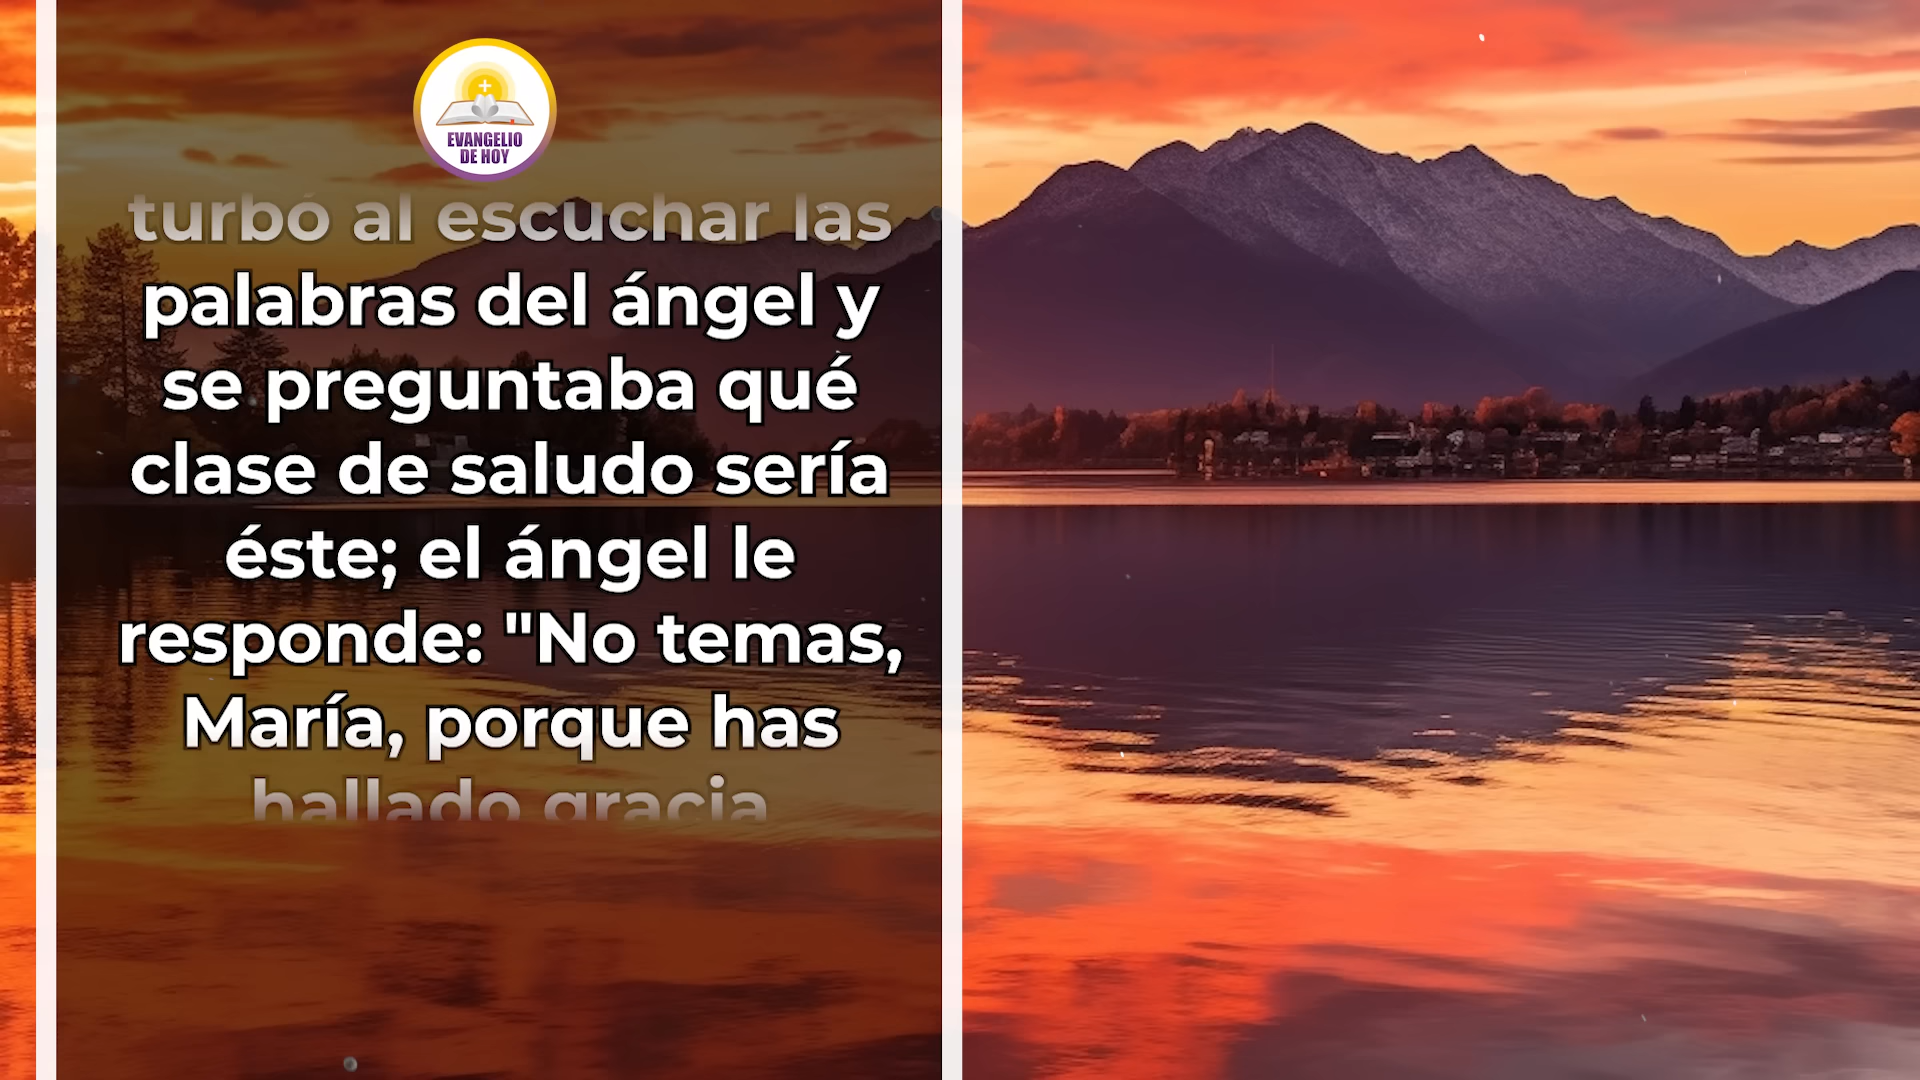 EVANGELIO
DE HOY
turbó al escuchar las
palabras del ángel y
se preguntaba qué
clase de saludo sería
éste; el ángel le
responde: "No temas,
María, porque has
hallado gracia